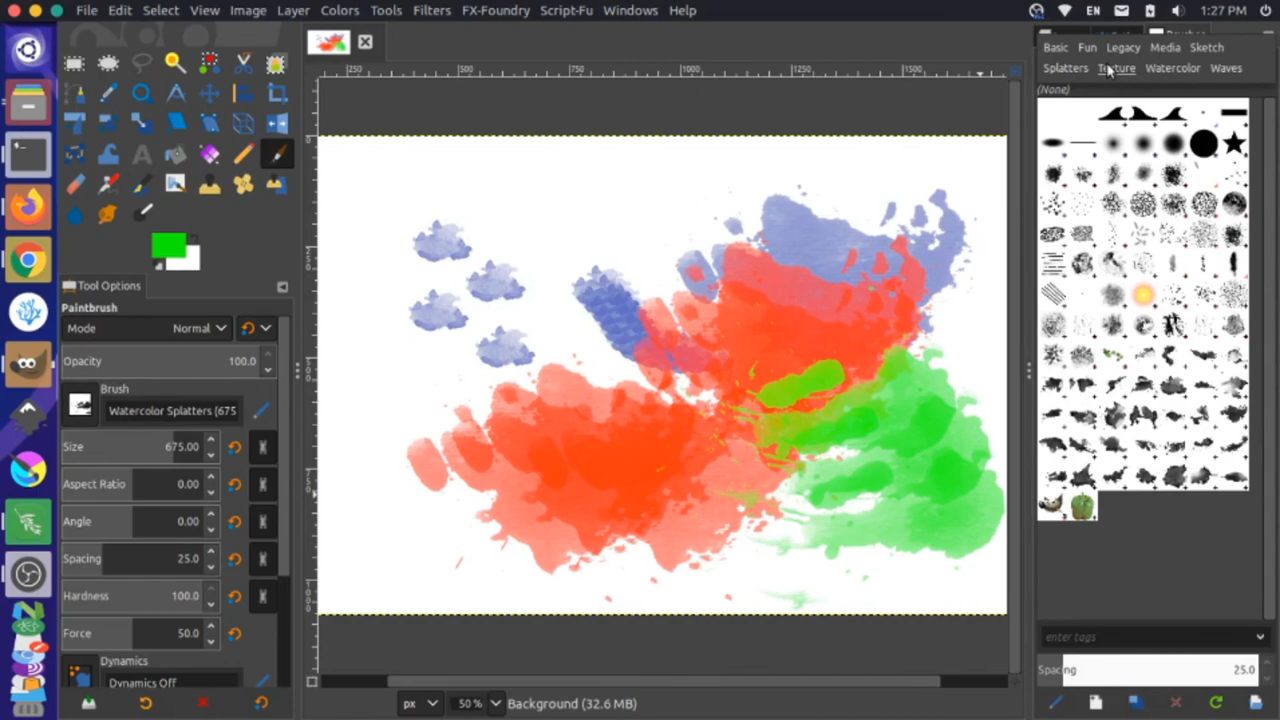 File Edit Select View Image Layer Colors Tools Filters FX-Foundry Script-Fu Windows Help
EN 1:27 PM
Basic Fun Legacy Media Sketch
Splatters Texture Watercolor Waves
(None)
250 500 750 1000 1250 1500
Tool Options
Paintbrush
Mode Normal
Opacity 100.0
Brush
Watercolor Splatters (675
Size 675.00
Aspect Ratio 0.00
Angle 0.00
Spacing 25.0
Hardness 100.0
Force 50.0
Dynamics
Dynamics Off
enter tags
Spacing 25.0
px 50% Background (32.6 MB)